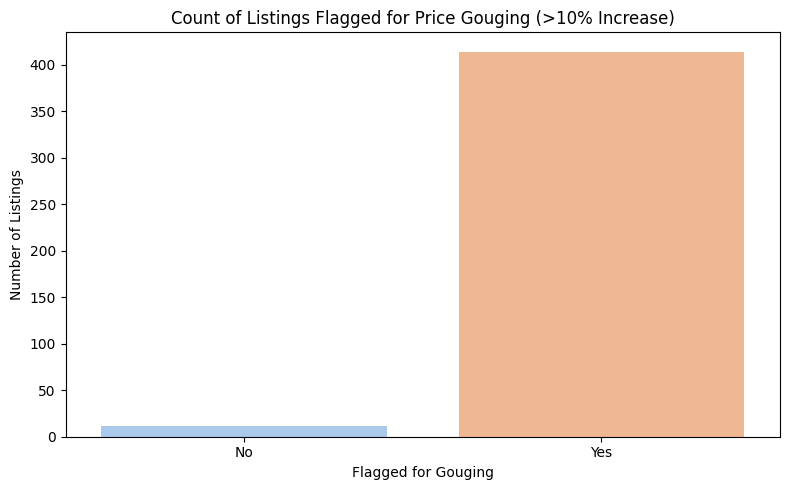 Count of Listings Flagged for Price Gouging (>10% Increase)
Number of Listings
400
350
300
250
200
150
100
50
0
No
Yes
Flagged for Gouging